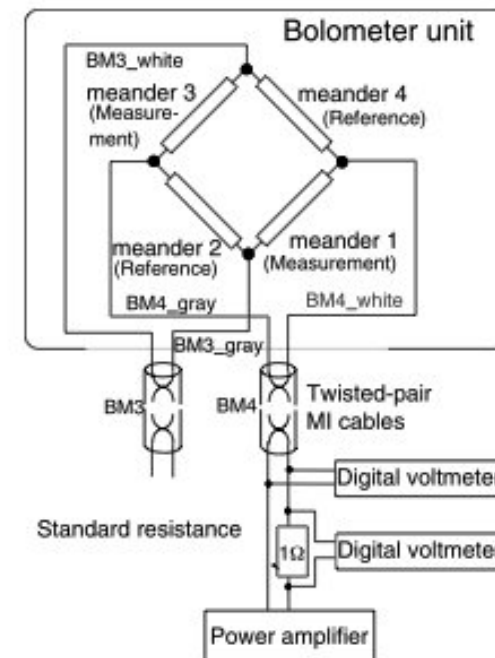 Bolometer unit
BM3_white
meander 3
(Measure-
ment)
meander 4
(Reference)
meander 2
(Reference)
meander 1
(Measurement)
BM4_gray
BM4_white
BM3_gray
BM3
BM4
Twisted-pair
MI cables
Digital voltmeter
Standard resistance
1Ω
Digital voltmeter
Power amplifier